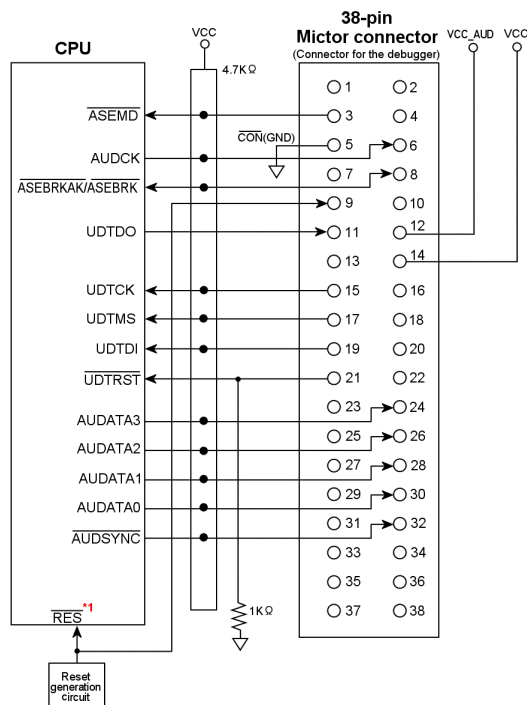 38-pin
Mictor connector
(Connector for the debugger)
VCC_AUD
VCC
CPU
VCC
4.7KΩ
1
2
ASEMD
3
4
CON(GND)
5
6
AUDCK
7
8
ASEBRKAK/ASEBRK
9
10
UDTDO
11
12
13
14
UDTCK
15
16
UDTMS
17
18
UDTDI
19
20
UDTRST
21
22
23
24
AUDATA3
25
26
AUDATA2
27
28
AUDATA1
29
30
AUDATA0
31
32
AUDSYNC
33
34
35
36
37
38
RES*1
1KΩ
Reset
generation
circuit